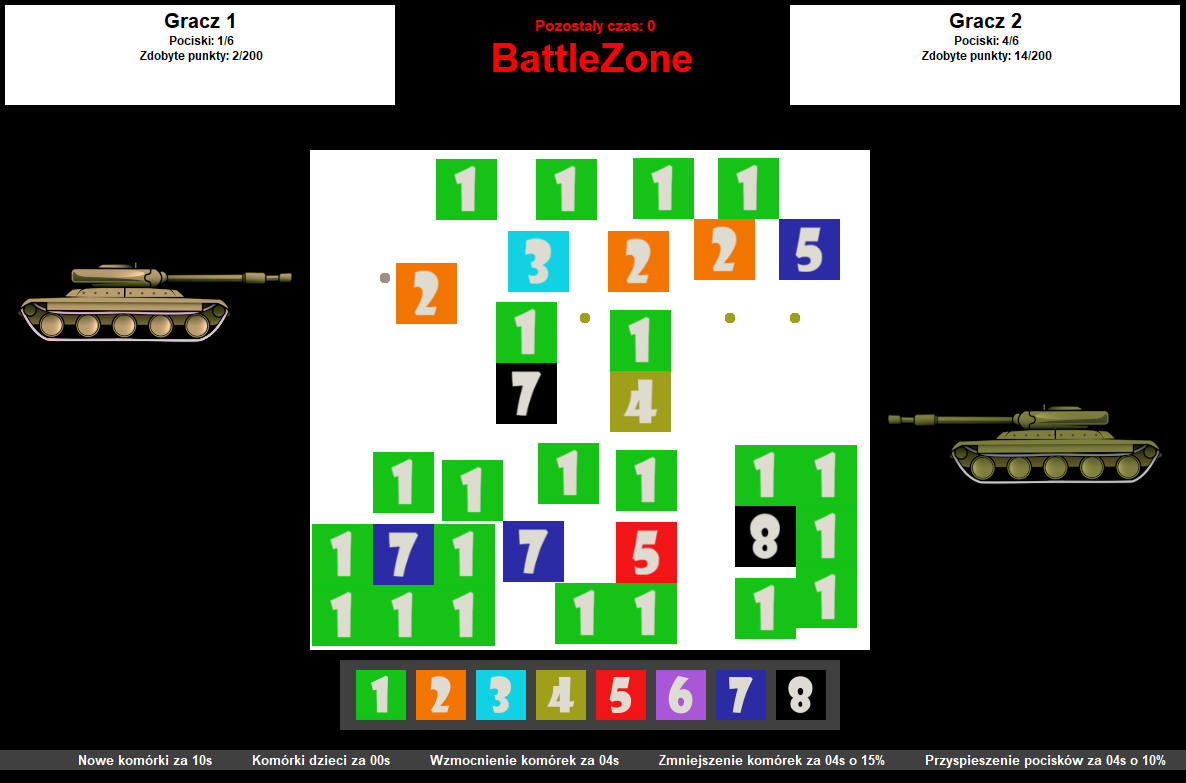 Gracz 1
Pociski: 1/6
Zdobyte punkty: 2/200
Pozostały czas: 0
BattleZone
Gracz 2
Pociski: 4/6
Zdobyte punkty: 14/200
1 1 1 1
3 2 2 5
2
1 1
7 4
1 1 1 1 1 1
1 7 1 7 5 8 1
1 1 1 1 1 1 1
1 2 3 4 5 6 7 8
Nowe komórki za 10s Komórki dzieci za 00s Wzmocnienie komórek za 04s Zmniejszenie komórek za 04s o 15% Przyspieszenie pocisków za 04s o 10%